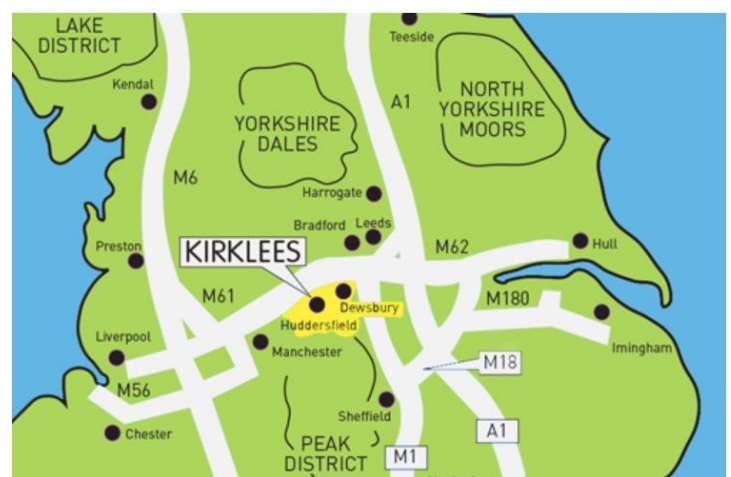 LAKE
DISTRICT
Teeside
Kendal
A1
NORTH
YORKSHIRE
MOORS
YORKSHIRE
DALES
M6
Harrogate
Bradford
Leeds
Preston
KIRKLEES
M62
Hull
M61
M180
Dewsbury
Huddersfield
Liverpool
Manchester
Imingham
M18
M56
Sheffield
Chester
A1
PEAK
DISTRICT
M1